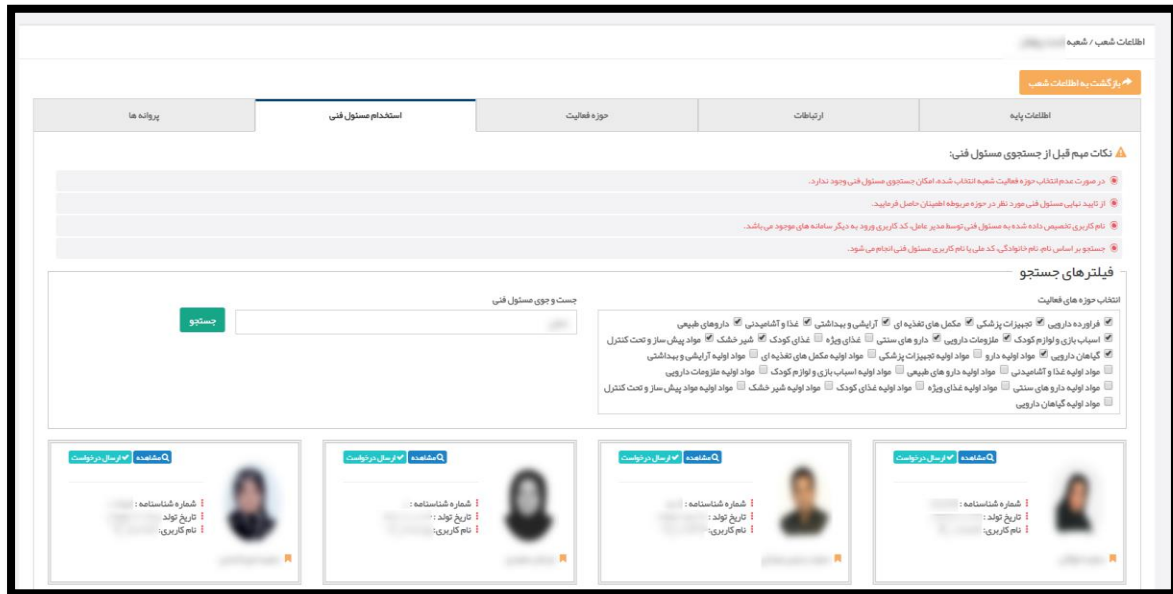 اطلاعات شعب / شعبه
بازگشت به اطلاعات شعب
اطلاعات پایه
ارتباطات
حوزه فعالیت
استخدام مسئول فنی
پروانه ها
نکات مهم قبل از جستجوی مسئول فنی:
در صورت عدم انتخاب حوزه فعالیت شعبه انتخاب شده، امکان جستجوی مسئول فنی وجود ندارد.
از تایید نهایی مسئول فنی مورد نظر در حوزه مربوطه اطمینان حاصل فرمایید.
نام کاربری تخصیص داده شده به مسئول فنی توسط مدیر عامل، کد کاربری ورود به دیگر سامانه های موجود می باشد.
جستجو بر اساس نام، نام خانوادگی، کد ملی یا نام کاربری مسئول فنی انجام می شود.
فیلترهای جستجو
انتخاب حوزه های فعالیت
فراورده دارویی تجهیزات پزشکی مکمل های تغذیه ای آرایشی و بهداشتی غذا و آشامیدنی داروهای طبیعی
اسباب بازی و لوازم کودک ملزومات دارویی دارو های سنتی غذای ویژه غذای کودک شیر خشک مواد پیش ساز و تحت کنترل
گیاهان دارویی مواد اولیه دارو مواد اولیه تجهیزات پزشکی مواد اولیه مکمل های تغذیه ای مواد اولیه آرایشی و بهداشتی
مواد اولیه غذا و آشامیدنی مواد اولیه دارو های طبیعی مواد اولیه اسباب بازی و لوازم کودک مواد اولیه ملزومات دارویی
مواد اولیه دارو های سنتی مواد اولیه غذای ویژه مواد اولیه غذای کودک مواد اولیه شیر خشک مواد اولیه مواد پیش ساز و تحت کنترل
مواد اولیه گیاهان دارویی
جست و جوی مسئول فنی
جستجو
مشاهده ارسال درخواست
شماره شناسنامه :
تاریخ تولد :
نام کاربری:
مشاهده ارسال درخواست
شماره شناسنامه :
تاریخ تولد :
نام کاربری:
مشاهده ارسال درخواست
شماره شناسنامه :
تاریخ تولد :
نام کاربری:
مشاهده ارسال درخواست
شماره شناسنامه :
تاریخ تولد :
نام کاربری: